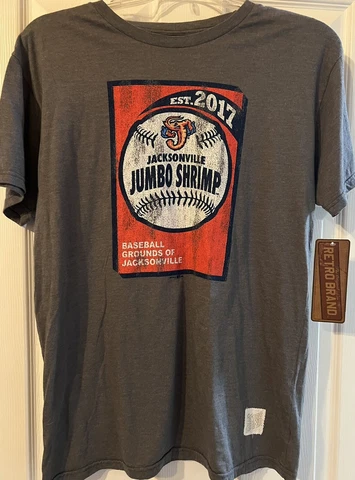 EST. 2017
JACKSONVILLE
JUMBO SHRIMP
BASEBALL
GROUNDS OF
JACKSONVILLE
RETRO BRAND